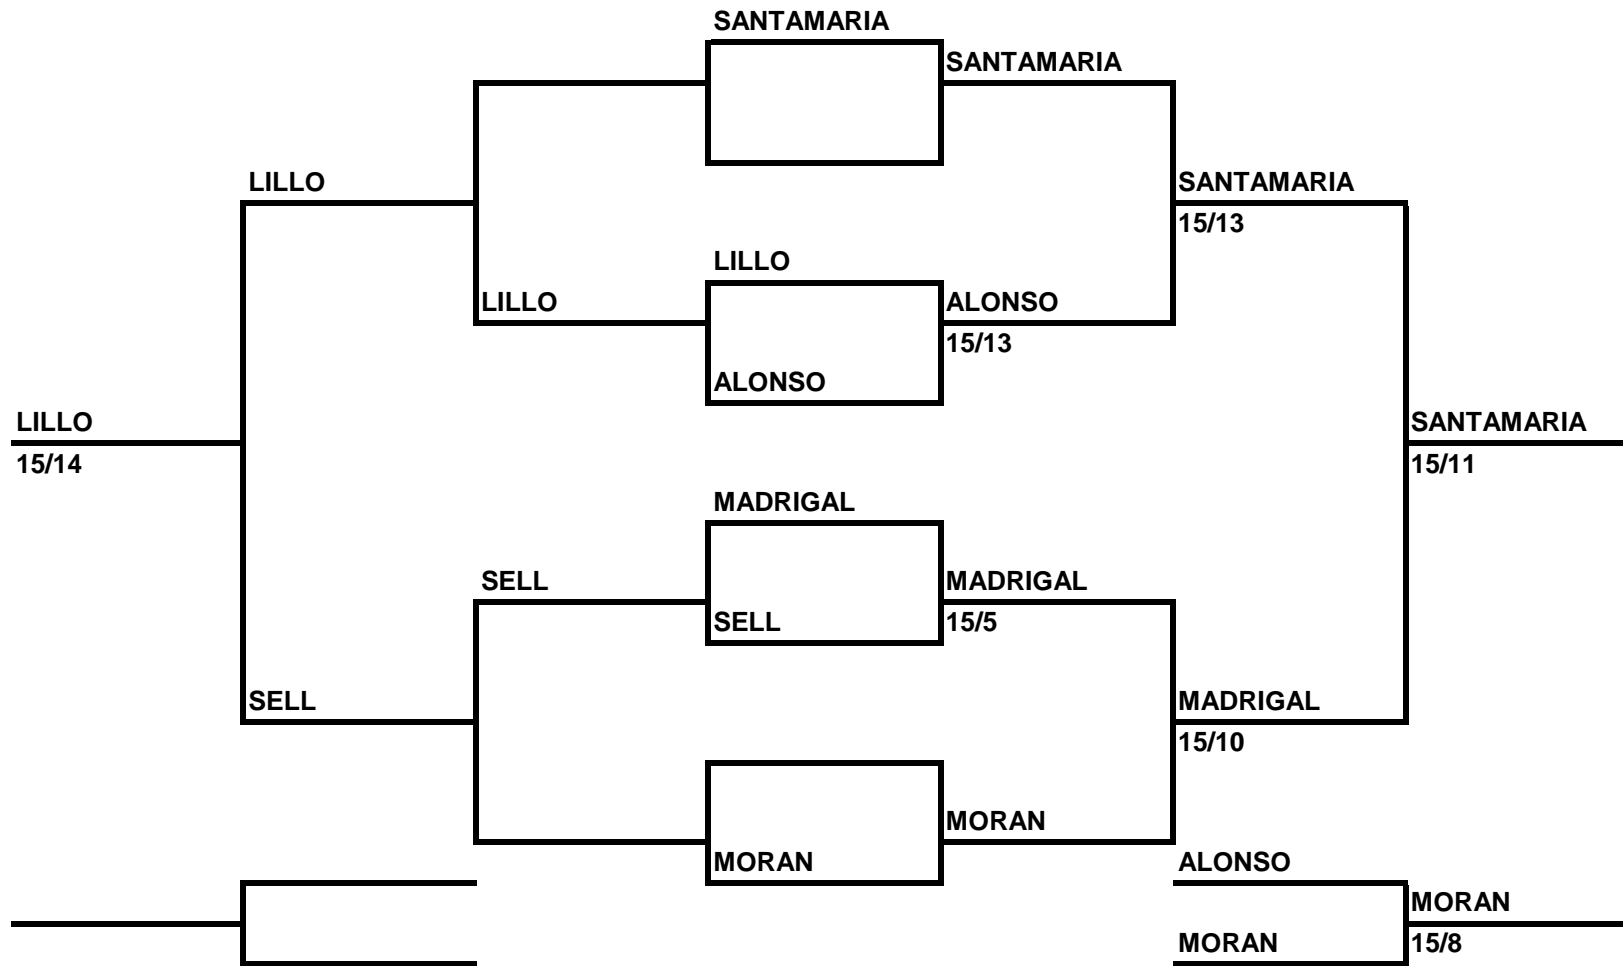 SANTAMARIA
SANTAMARIA
LILLO
SANTAMARIA
15/13
LILLO
LILLO
ALONSO
15/13
ALONSO
LILLO
15/14
SANTAMARIA
15/11
MADRIGAL
SELL
MADRIGAL
SELL
15/5
SELL
MADRIGAL
15/10
MORAN
MORAN
ALONSO
MORAN
MORAN
15/8